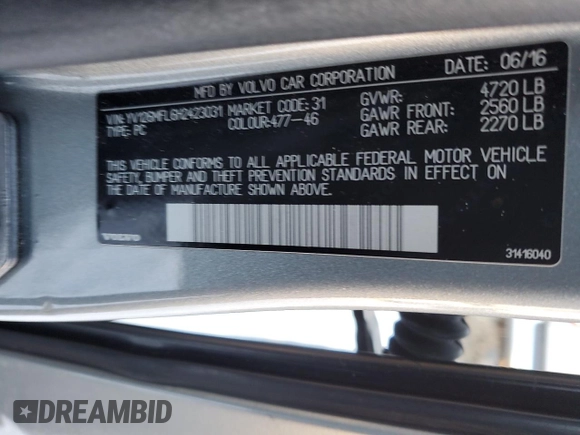 MFD BY VOLVO CAR CORPORATION DATE: 06/16
VIN: YV126MFL6H2423031 MARKET CODE: 31 GVWR: 4720 LB
TYPE: PC COLOUR:477-46 GAWR FRONT: 2560 LB
GAWR REAR: 2270 LB
THIS VEHICLE CONFORMS TO ALL APPLICABLE FEDERAL MOTOR VEHICLE
SAFETY, BUMPER AND THEFT PREVENTION STANDARDS IN EFFECT ON
THE DATE OF MANUFACTURE SHOWN ABOVE.
VOLVO 31416040
DREAMBID